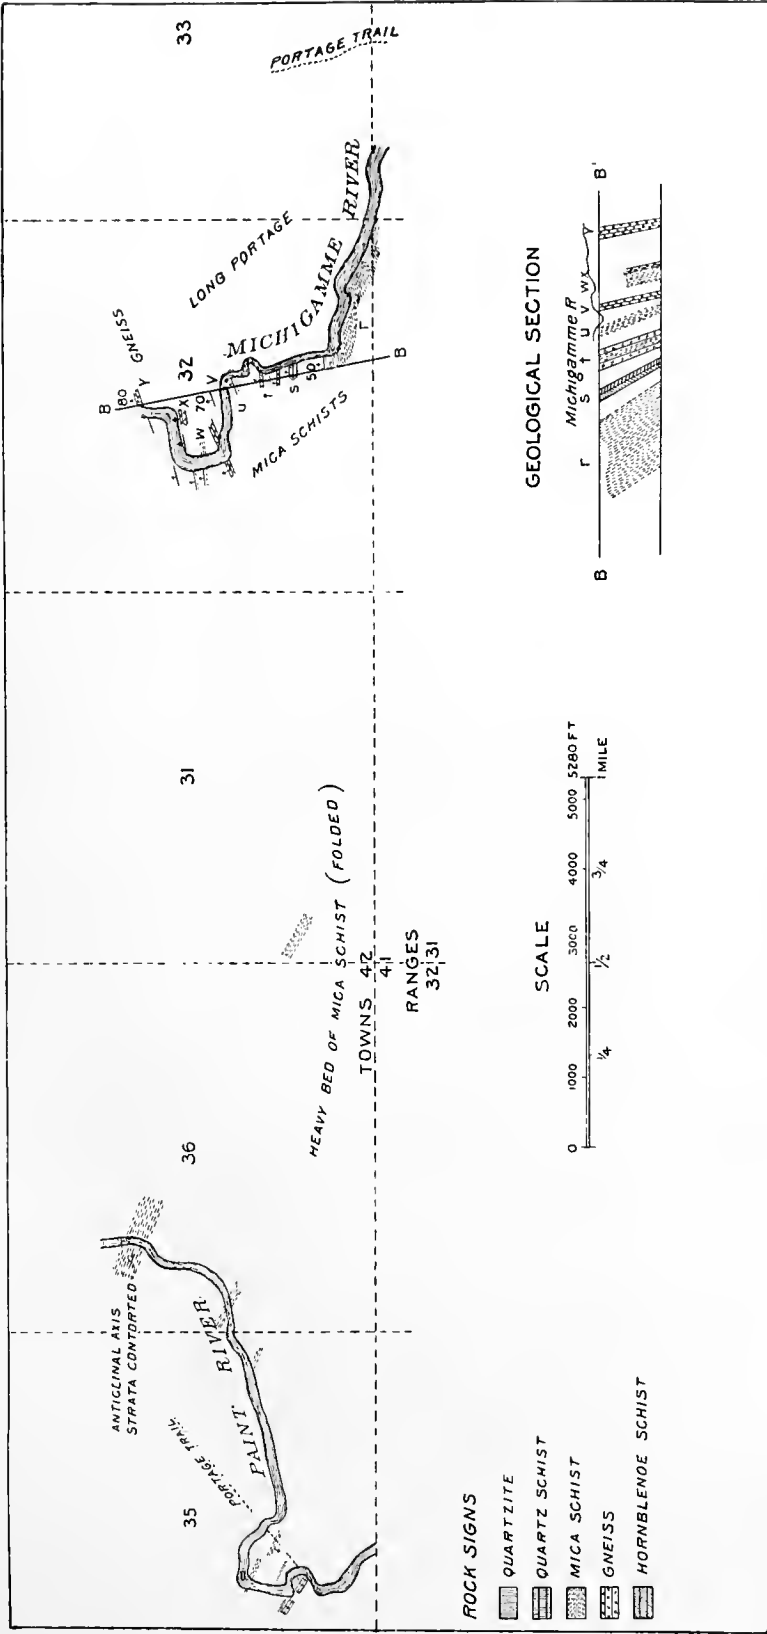 35
36
31
32
33
ANTICLINAL AXIS
STRATA CONTORTED
PORTAGE TRAIL
PAINT RIVER
HEAVY BED OF MICA SCHIST (FOLDED)
TOWNS 42
41
RANGES
32 31
B
80
Y GNEISS
X
W 70
V
U
T
S
50
r
B
MICA SCHISTS
LONG PORTAGE
MICHIGAMME RIVER
PORTAGE TRAIL
ROCK SIGNS
QUARTZITE
QUARTZ SCHIST
MICA SCHIST
GNEISS
HORNBLENDE SCHIST
SCALE
0 1000 2000 3000 4000 5000 5280 FT
1/4 1/2 3/4 1 MILE
GEOLOGICAL SECTION
Michigamme R
B r s t u v w x y B'